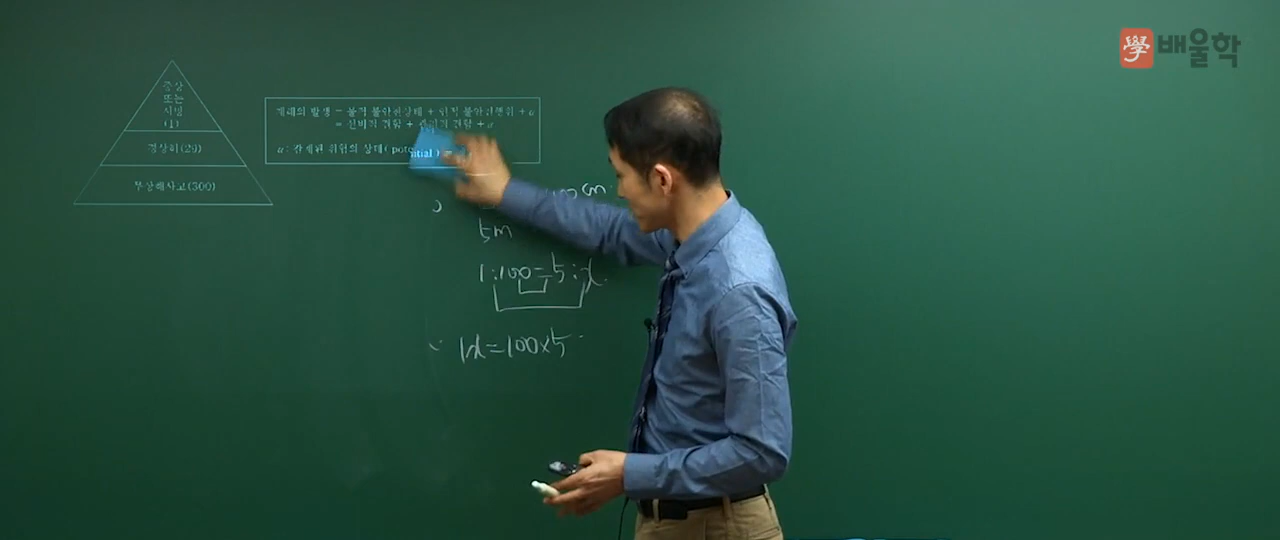 學 배울학
중상
또는
사망
(1)
경상해(29)
무상해사고(300)
재해의 발생 = 물적 불안전상태 + 인적 불안전행위 + α
= 설비적 결함 + 관리적 결함 + α
α : 잠재된 위험의 상태(potential) =
5m
1:100=5:x
1x=100×5